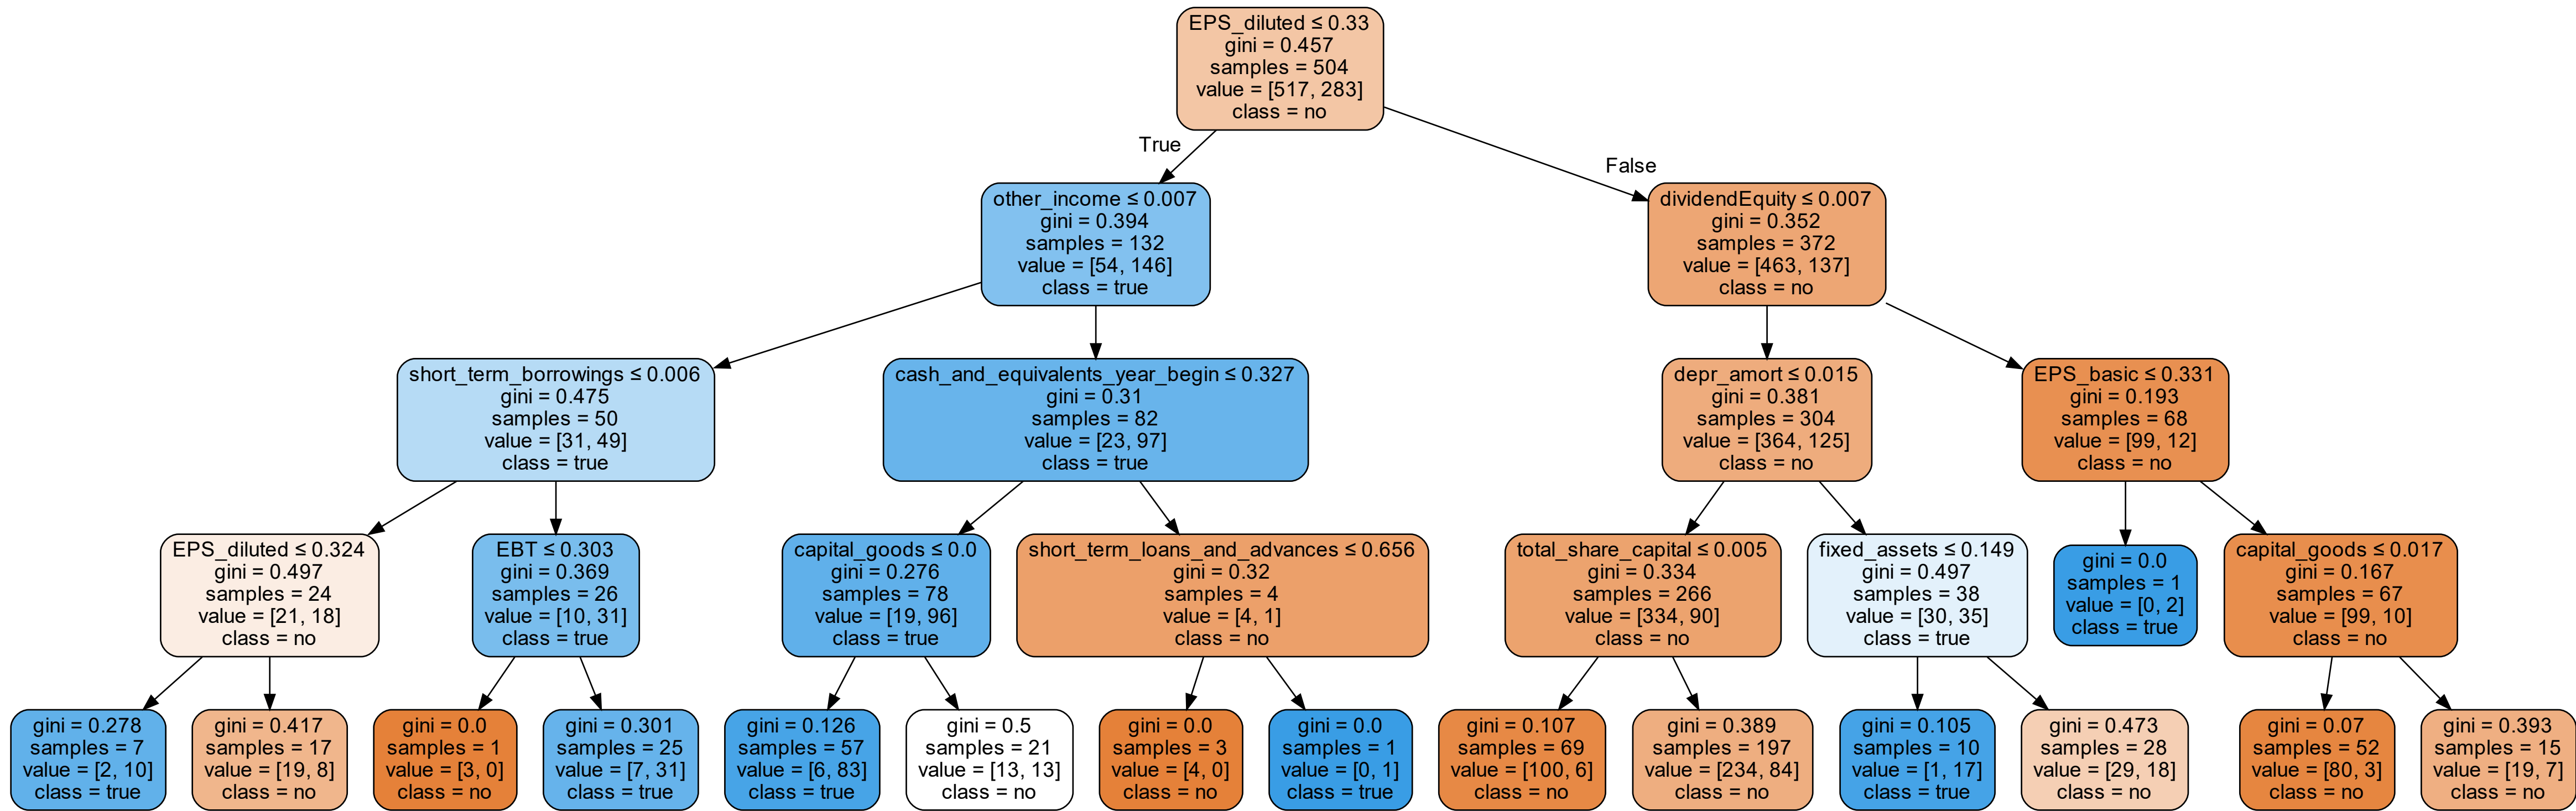 EPS_diluted ≤ 0.33
gini = 0.457
samples = 504
value = [517, 283]
class = no
True
False
other_income ≤ 0.007
gini = 0.394
samples = 132
value = [54, 146]
class = true
dividendEquity ≤ 0.007
gini = 0.352
samples = 372
value = [463, 137]
class = no
short_term_borrowings ≤ 0.006
gini = 0.475
samples = 50
value = [31, 49]
class = true
cash_and_equivalents_year_begin ≤ 0.327
gini = 0.31
samples = 82
value = [23, 97]
class = true
depr_amort ≤ 0.015
gini = 0.381
samples = 304
value = [364, 125]
class = no
EPS_basic ≤ 0.331
gini = 0.193
samples = 68
value = [99, 12]
class = no
EPS_diluted ≤ 0.324
gini = 0.497
samples = 24
value = [21, 18]
class = no
EBT ≤ 0.303
gini = 0.369
samples = 26
value = [10, 31]
class = true
capital_goods ≤ 0.0
gini = 0.276
samples = 78
value = [19, 96]
class = true
short_term_loans_and_advances ≤ 0.656
gini = 0.32
samples = 4
value = [4, 1]
class = no
total_share_capital ≤ 0.005
gini = 0.334
samples = 266
value = [334, 90]
class = no
fixed_assets ≤ 0.149
gini = 0.497
samples = 38
value = [30, 35]
class = true
gini = 0.0
samples = 1
value = [0, 2]
class = true
capital_goods ≤ 0.017
gini = 0.167
samples = 67
value = [99, 10]
class = no
gini = 0.278
samples = 7
value = [2, 10]
class = true
gini = 0.417
samples = 17
value = [19, 8]
class = no
gini = 0.0
samples = 1
value = [3, 0]
class = no
gini = 0.301
samples = 25
value = [7, 31]
class = true
gini = 0.126
samples = 57
value = [6, 83]
class = true
gini = 0.5
samples = 21
value = [13, 13]
class = no
gini = 0.0
samples = 3
value = [4, 0]
class = no
gini = 0.0
samples = 1
value = [0, 1]
class = true
gini = 0.107
samples = 69
value = [100, 6]
class = no
gini = 0.389
samples = 197
value = [234, 84]
class = no
gini = 0.105
samples = 10
value = [1, 17]
class = true
gini = 0.473
samples = 28
value = [29, 18]
class = no
gini = 0.07
samples = 52
value = [80, 3]
class = no
gini = 0.393
samples = 15
value = [19, 7]
class = no